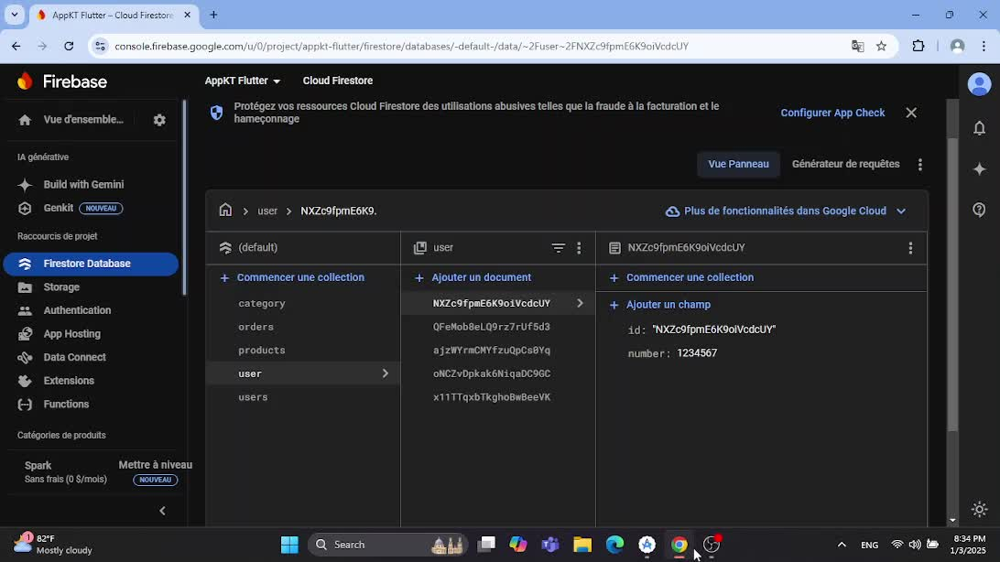 AppKT Flutter – Cloud Firestore
console.firebase.google.com/u/0/project/appkt-flutter/firestore/databases/-default-/data/~2Fuser~2FNXZc9fpmE6K9oiVcdcUY
Firebase
AppKT Flutter
Cloud Firestore
Vue d'ensemble...
IA générative
Build with Gemini
Genkit
NOUVEAU
Raccourcis de projet
Firestore Database
Storage
Authentication
App Hosting
Data Connect
Extensions
Functions
Catégories de produits
Spark
Sans frais (0 $/mois)
Mettre à niveau
NOUVEAU
Protégez vos ressources Cloud Firestore des utilisations abusives telles que la fraude à la facturation et le
hameçonnage
Configurer App Check
Vue Panneau
Générateur de requêtes
user
NXZc9fpmE6K9.
Plus de fonctionnalités dans Google Cloud
(default)
Commencer une collection
category
orders
products
user
users
user
Ajouter un document
NXZc9fpmE6K9oiVcdcUY
QFeMob8eLQ9rz7rUf5d3
ajzWYrmCMYfzuQpCs0Yq
oNCZvDpkak6NiqaDC9GC
x11TTqxbTkghoBwBeeVK
NXZc9fpmE6K9oiVcdcUY
Commencer une collection
Ajouter un champ
id: "NXZc9fpmE6K9oiVcdcUY"
number: 1234567
1
82°F
Mostly cloudy
Search
ENG
8:34 PM
1/3/2025